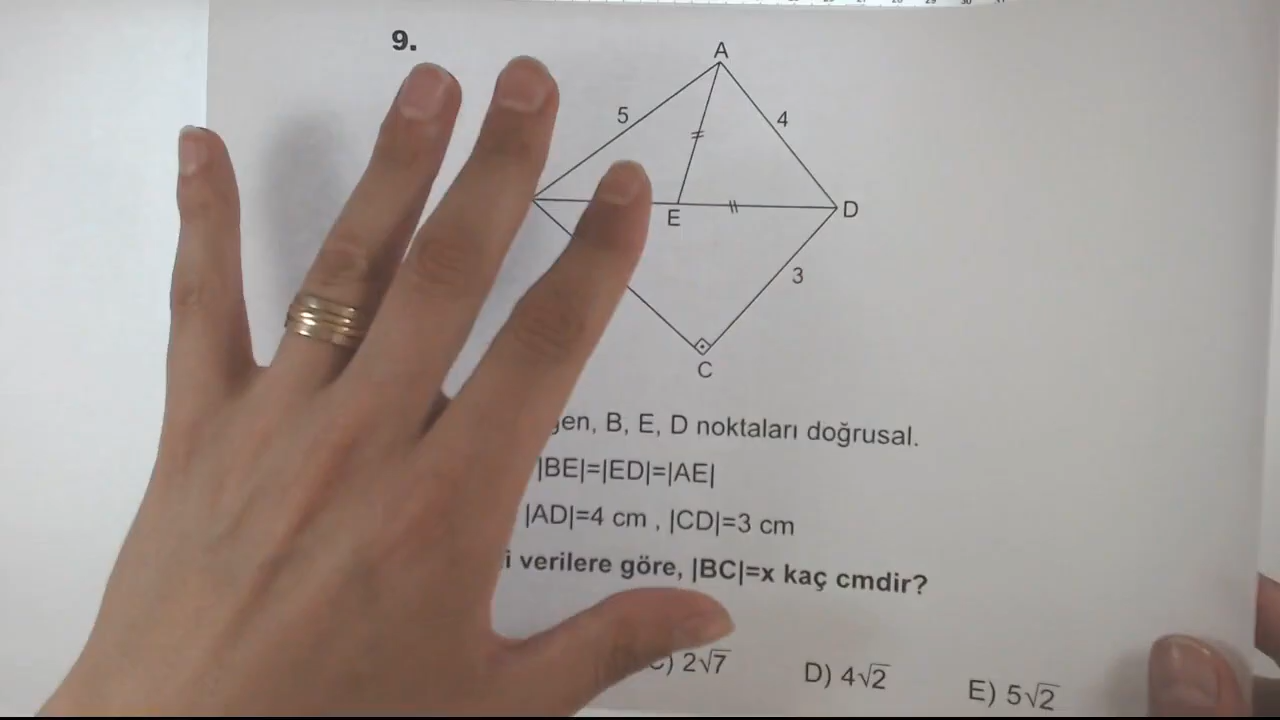 9.
A
5
4
E
D
3
C
B, E, D noktaları doğrusal.
|BE|=|ED|=|AE|
|AD|=4 cm , |CD|=3 cm
verilere göre, |BC|=x kaç cmdir?
C) 2√7 D) 4√2 E) 5√2